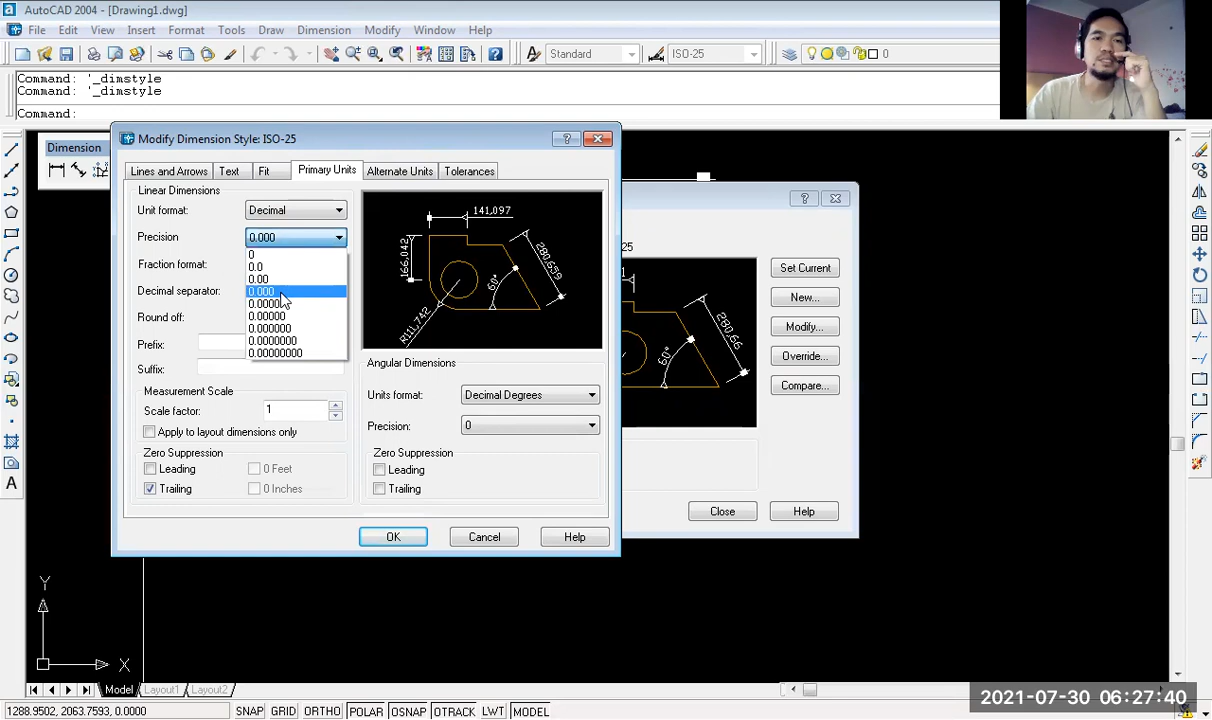 AutoCAD 2004 - [Drawing1.dwg]
File Edit View Insert Format Tools Draw Dimension Modify Window Help
Standard ISO-25
Command: '_dimstyle
Command: '_dimstyle
Command:
Modify Dimension Style: ISO-25
Dimension
Lines and Arrows Text Fit Primary Units Alternate Units Tolerances
Linear Dimensions
Unit format: Decimal
Precision 0.000
0
0.0
0.00
0.000
0.0000
0.00000
0.000000
0.0000000
0.00000000
Fraction format:
Decimal separator:
Round off:
Prefix:
Suffix:
Measurement Scale
Scale factor: 1
Apply to layout dimensions only
Zero Suppression
Leading 0 Feet
Trailing 0 Inches
141,097
166,042
280,659
60°
R111,742
Angular Dimensions
Units format: Decimal Degrees
Precision: 0
Zero Suppression
Leading
Trailing
OK Cancel Help
25
280,66
60°
Set Current
New...
Modify...
Override...
Compare...
Close Help
Y
X
Model Layout1 Layout2
1288.9502, 2063.7593, 0.0000 SNAP GRID ORTHO POLAR OSNAP OTRACK LWT MODEL
2021-07-30 06:27:40
A